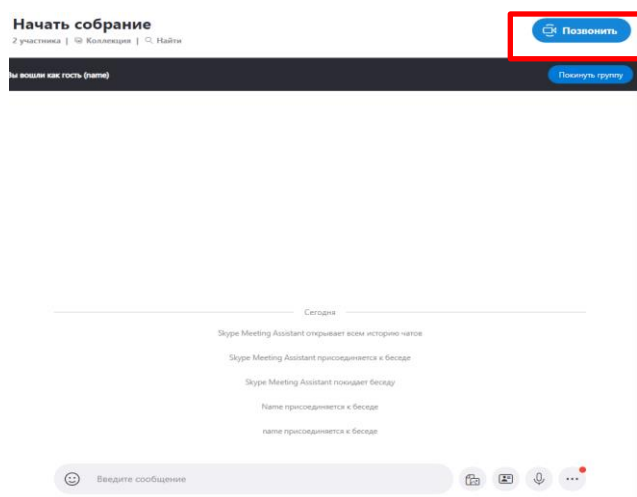 Начать собрание
Позвонить
2 участника | Коллекция | Найти
Вы вошли как гость (name)
Покинуть группу
Сегодня
Skype Meeting Assistant открывает всем историю чатов
Skype Meeting Assistant присоединяется к беседе
Skype Meeting Assistant покидает беседу
Name присоединяется к беседе
name присоединяется к беседе
Введите сообщение